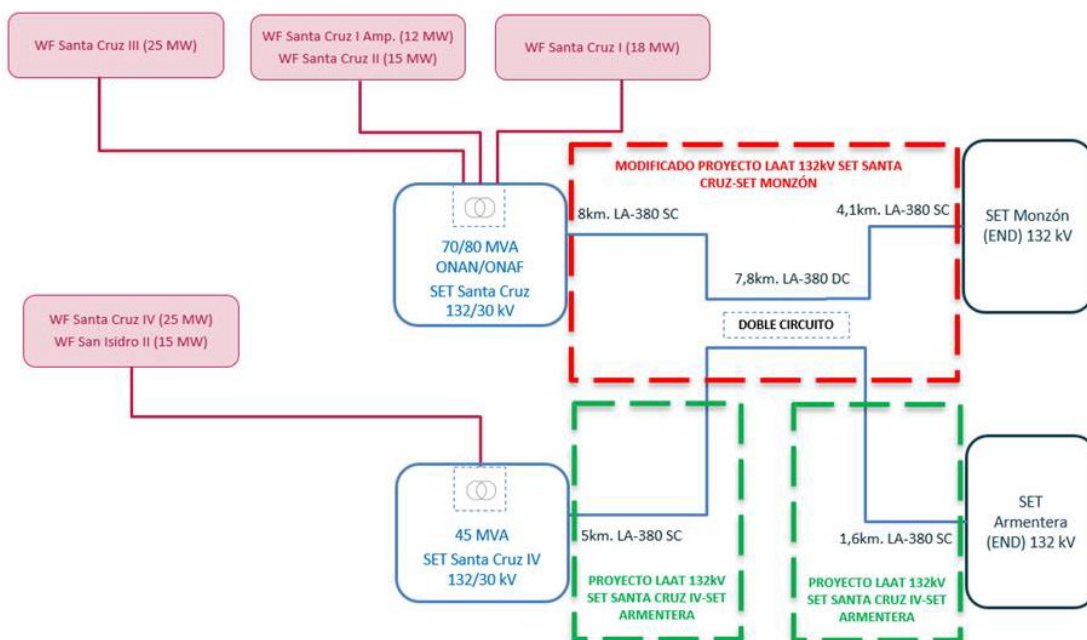 WF Santa Cruz III (25 MW)
WF Santa Cruz I Amp. (12 MW)
WF Santa Cruz II (15 MW)
WF Santa Cruz I (18 MW)
MODIFICADO PROYECTO LAAT 132kV SET SANTA
CRUZ-SET MONZÓN
8km. LA-380 SC
4,1km. LA-380 SC
7,8km. LA-380 DC
DOBLE CIRCUITO
70/80 MVA
ONAN/ONAF
SET Santa Cruz
132/30 kV
SET Monzón
(END) 132 kV
WF Santa Cruz IV (25 MW)
WF San Isidro II (15 MW)
45 MVA
SET Santa Cruz IV
132/30 kV
5km. LA-380 SC
1,6km. LA-380 SC
SET
Armentera
(END) 132 kV
PROYECTO LAAT 132kV
SET SANTA CRUZ IV-SET
ARMENTERA
PROYECTO LAAT 132kV
SET SANTA CRUZ IV-SET
ARMENTERA